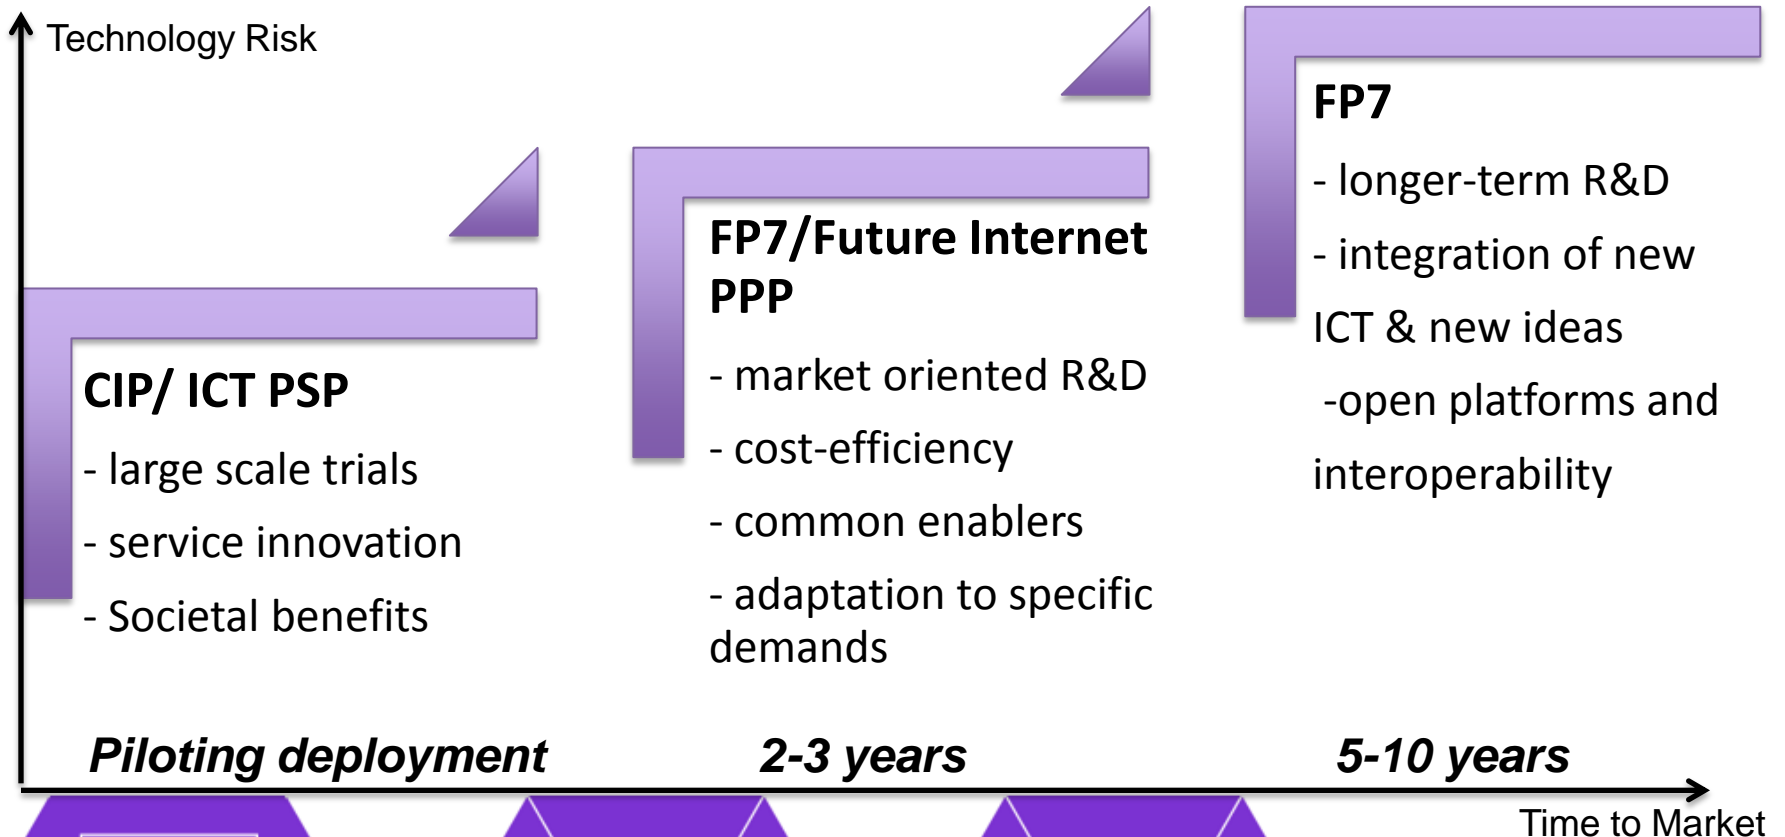 Technology Risk
CIP/ ICT PSP
- large scale trials
- service innovation
- Societal benefits
FP7/Future Internet
PPP
- market oriented R&D
- cost-efficiency
- common enablers
- adaptation to specific
demands
FP7
- longer-term R&D
- integration of new
ICT & new ideas
-open platforms and
interoperability
Piloting deployment
2-3 years
5-10 years
Time to Market